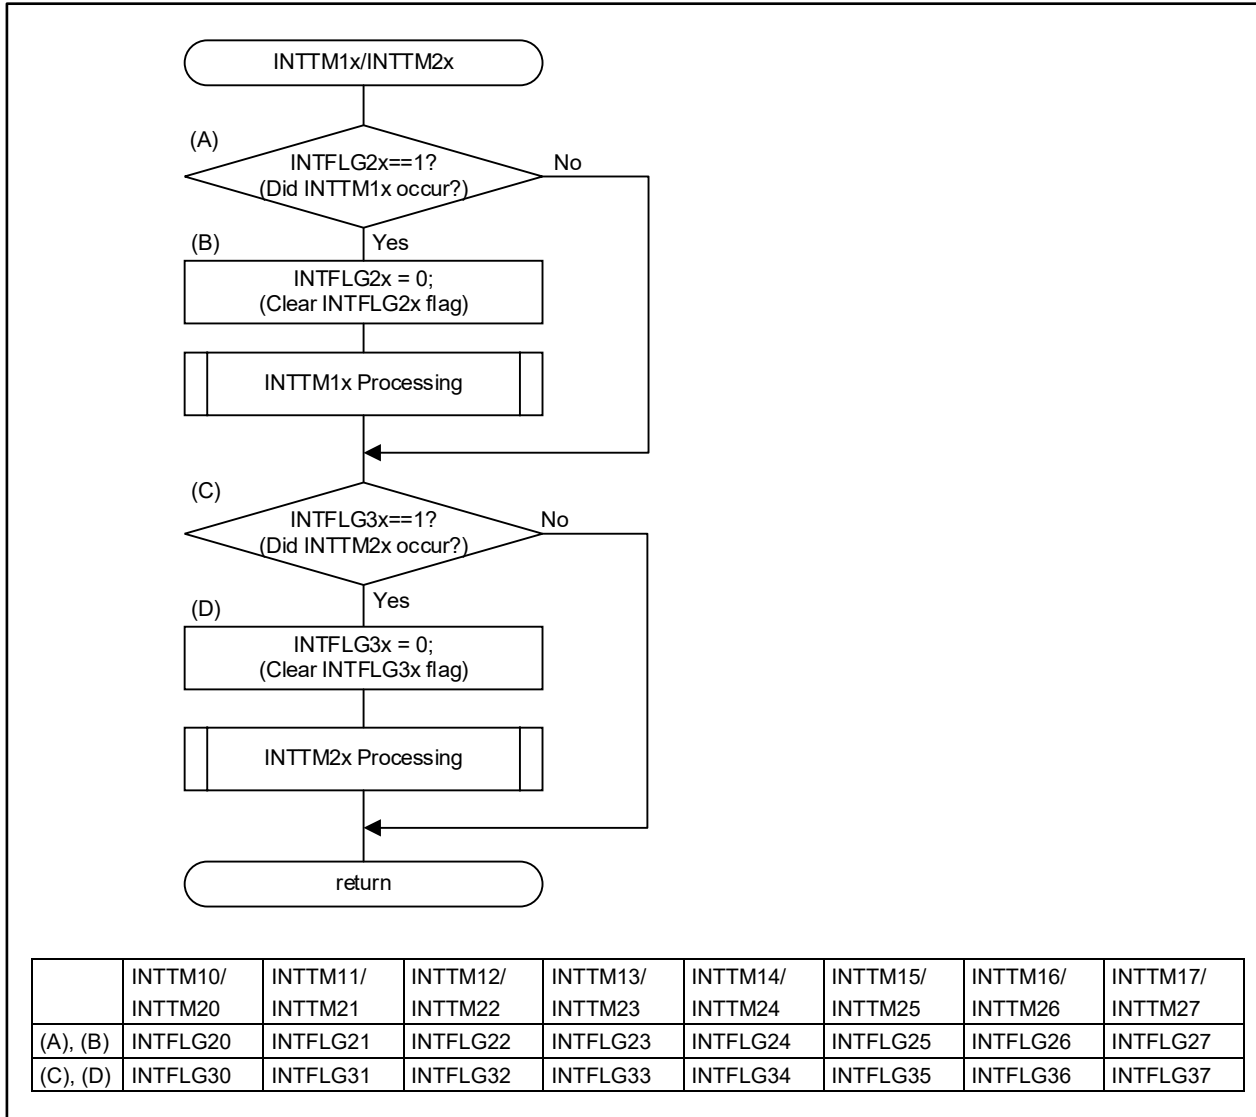 INTTM1x/INTTM2x
(A)
INTFLG2x==1?
(Did INTTM1x occur?)
No
Yes
(B)
INTFLG2x = 0;
(Clear INTFLG2x flag)
INTTM1x Processing
(C)
INTFLG3x==1?
(Did INTTM2x occur?)
No
Yes
(D)
INTFLG3x = 0;
(Clear INTFLG3x flag)
INTTM2x Processing
return
INTTM10/ INTTM11/ INTTM12/ INTTM13/ INTTM14/ INTTM15/ INTTM16/ INTTM17/
INTTM20 INTTM21 INTTM22 INTTM23 INTTM24 INTTM25 INTTM26 INTTM27
(A), (B) INTFLG20 INTFLG21 INTFLG22 INTFLG23 INTFLG24 INTFLG25 INTFLG26 INTFLG27
(C), (D) INTFLG30 INTFLG31 INTFLG32 INTFLG33 INTFLG34 INTFLG35 INTFLG36 INTFLG37